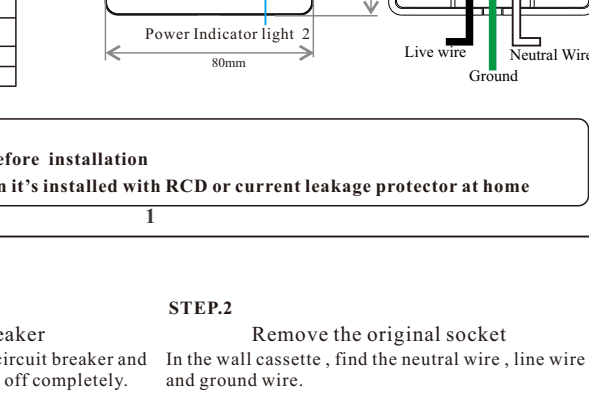 Power Indicator light 2
80mm
Live wire
Neutral Wire
Ground
efore installation
n it's installed with RCD or current leakage protector at home
1
STEP.2
eaker
Remove the original socket
circuit breaker and
off completely.
In the wall cassette , find the neutral wire , line wire
and ground wire.